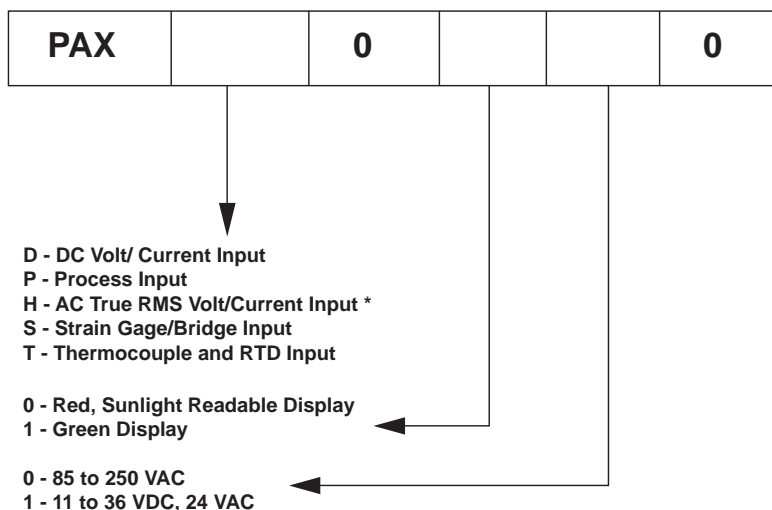 PAX 0 0
D - DC Volt/ Current Input
P - Process Input
H - AC True RMS Volt/Current Input *
S - Strain Gage/Bridge Input
T - Thermocouple and RTD Input
0 - Red, Sunlight Readable Display
1 - Green Display
0 - 85 to 250 VAC
1 - 11 to 36 VDC, 24 VAC